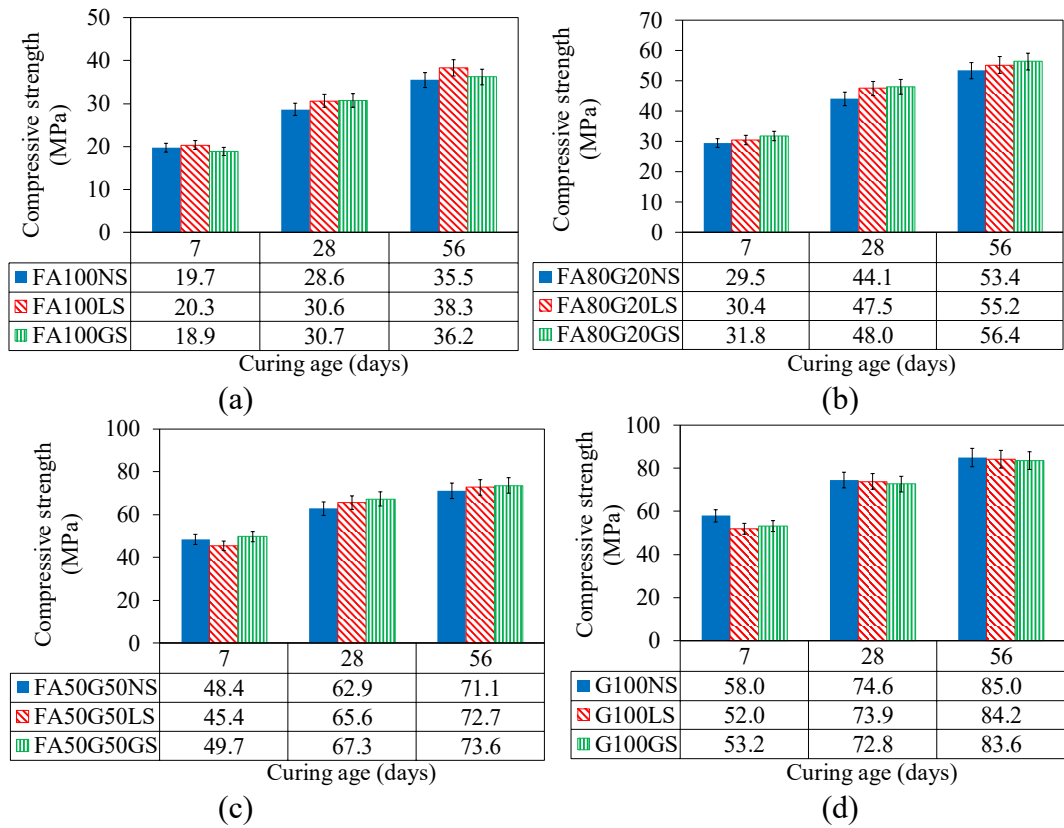 Compressive strength
(MPa)
50
40
30
20
10
0
7 28 56
FA100NS 19.7 28.6 35.5
FA100LS 20.3 30.6 38.3
FA100GS 18.9 30.7 36.2
Curing age (days)
(a)
Compressive strength
(MPa)
70
60
50
40
30
20
10
0
7 28 56
FA80G20NS 29.5 44.1 53.4
FA80G20LS 30.4 47.5 55.2
FA80G20GS 31.8 48.0 56.4
Curing age (days)
(b)
Compressive strength
(MPa)
100
80
60
40
20
0
7 28 56
FA50G50NS 48.4 62.9 71.1
FA50G50LS 45.4 65.6 72.7
FA50G50GS 49.7 67.3 73.6
Curing age (days)
(c)
Compressive strength
(MPa)
100
80
60
40
20
0
7 28 56
G100NS 58.0 74.6 85.0
G100LS 52.0 73.9 84.2
G100GS 53.2 72.8 83.6
Curing age (days)
(d)